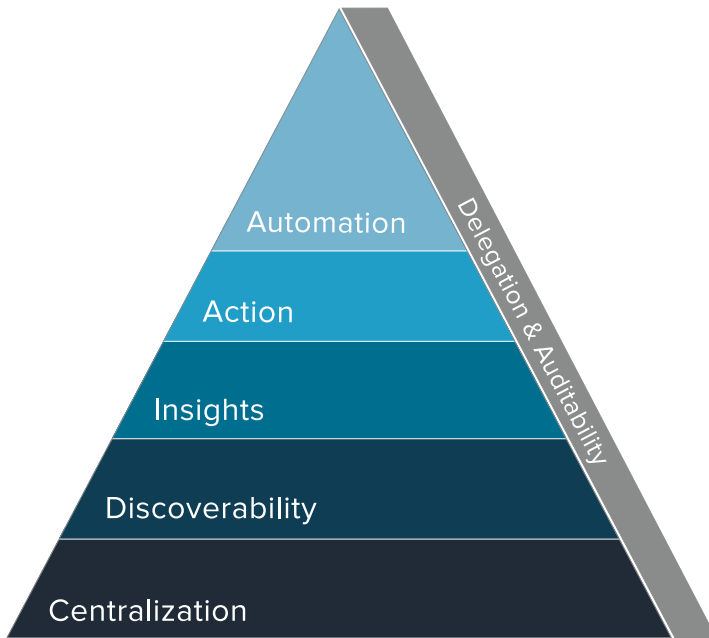 Automation
Action
Insights
Discoverability
Centralization
Delegation & Auditability